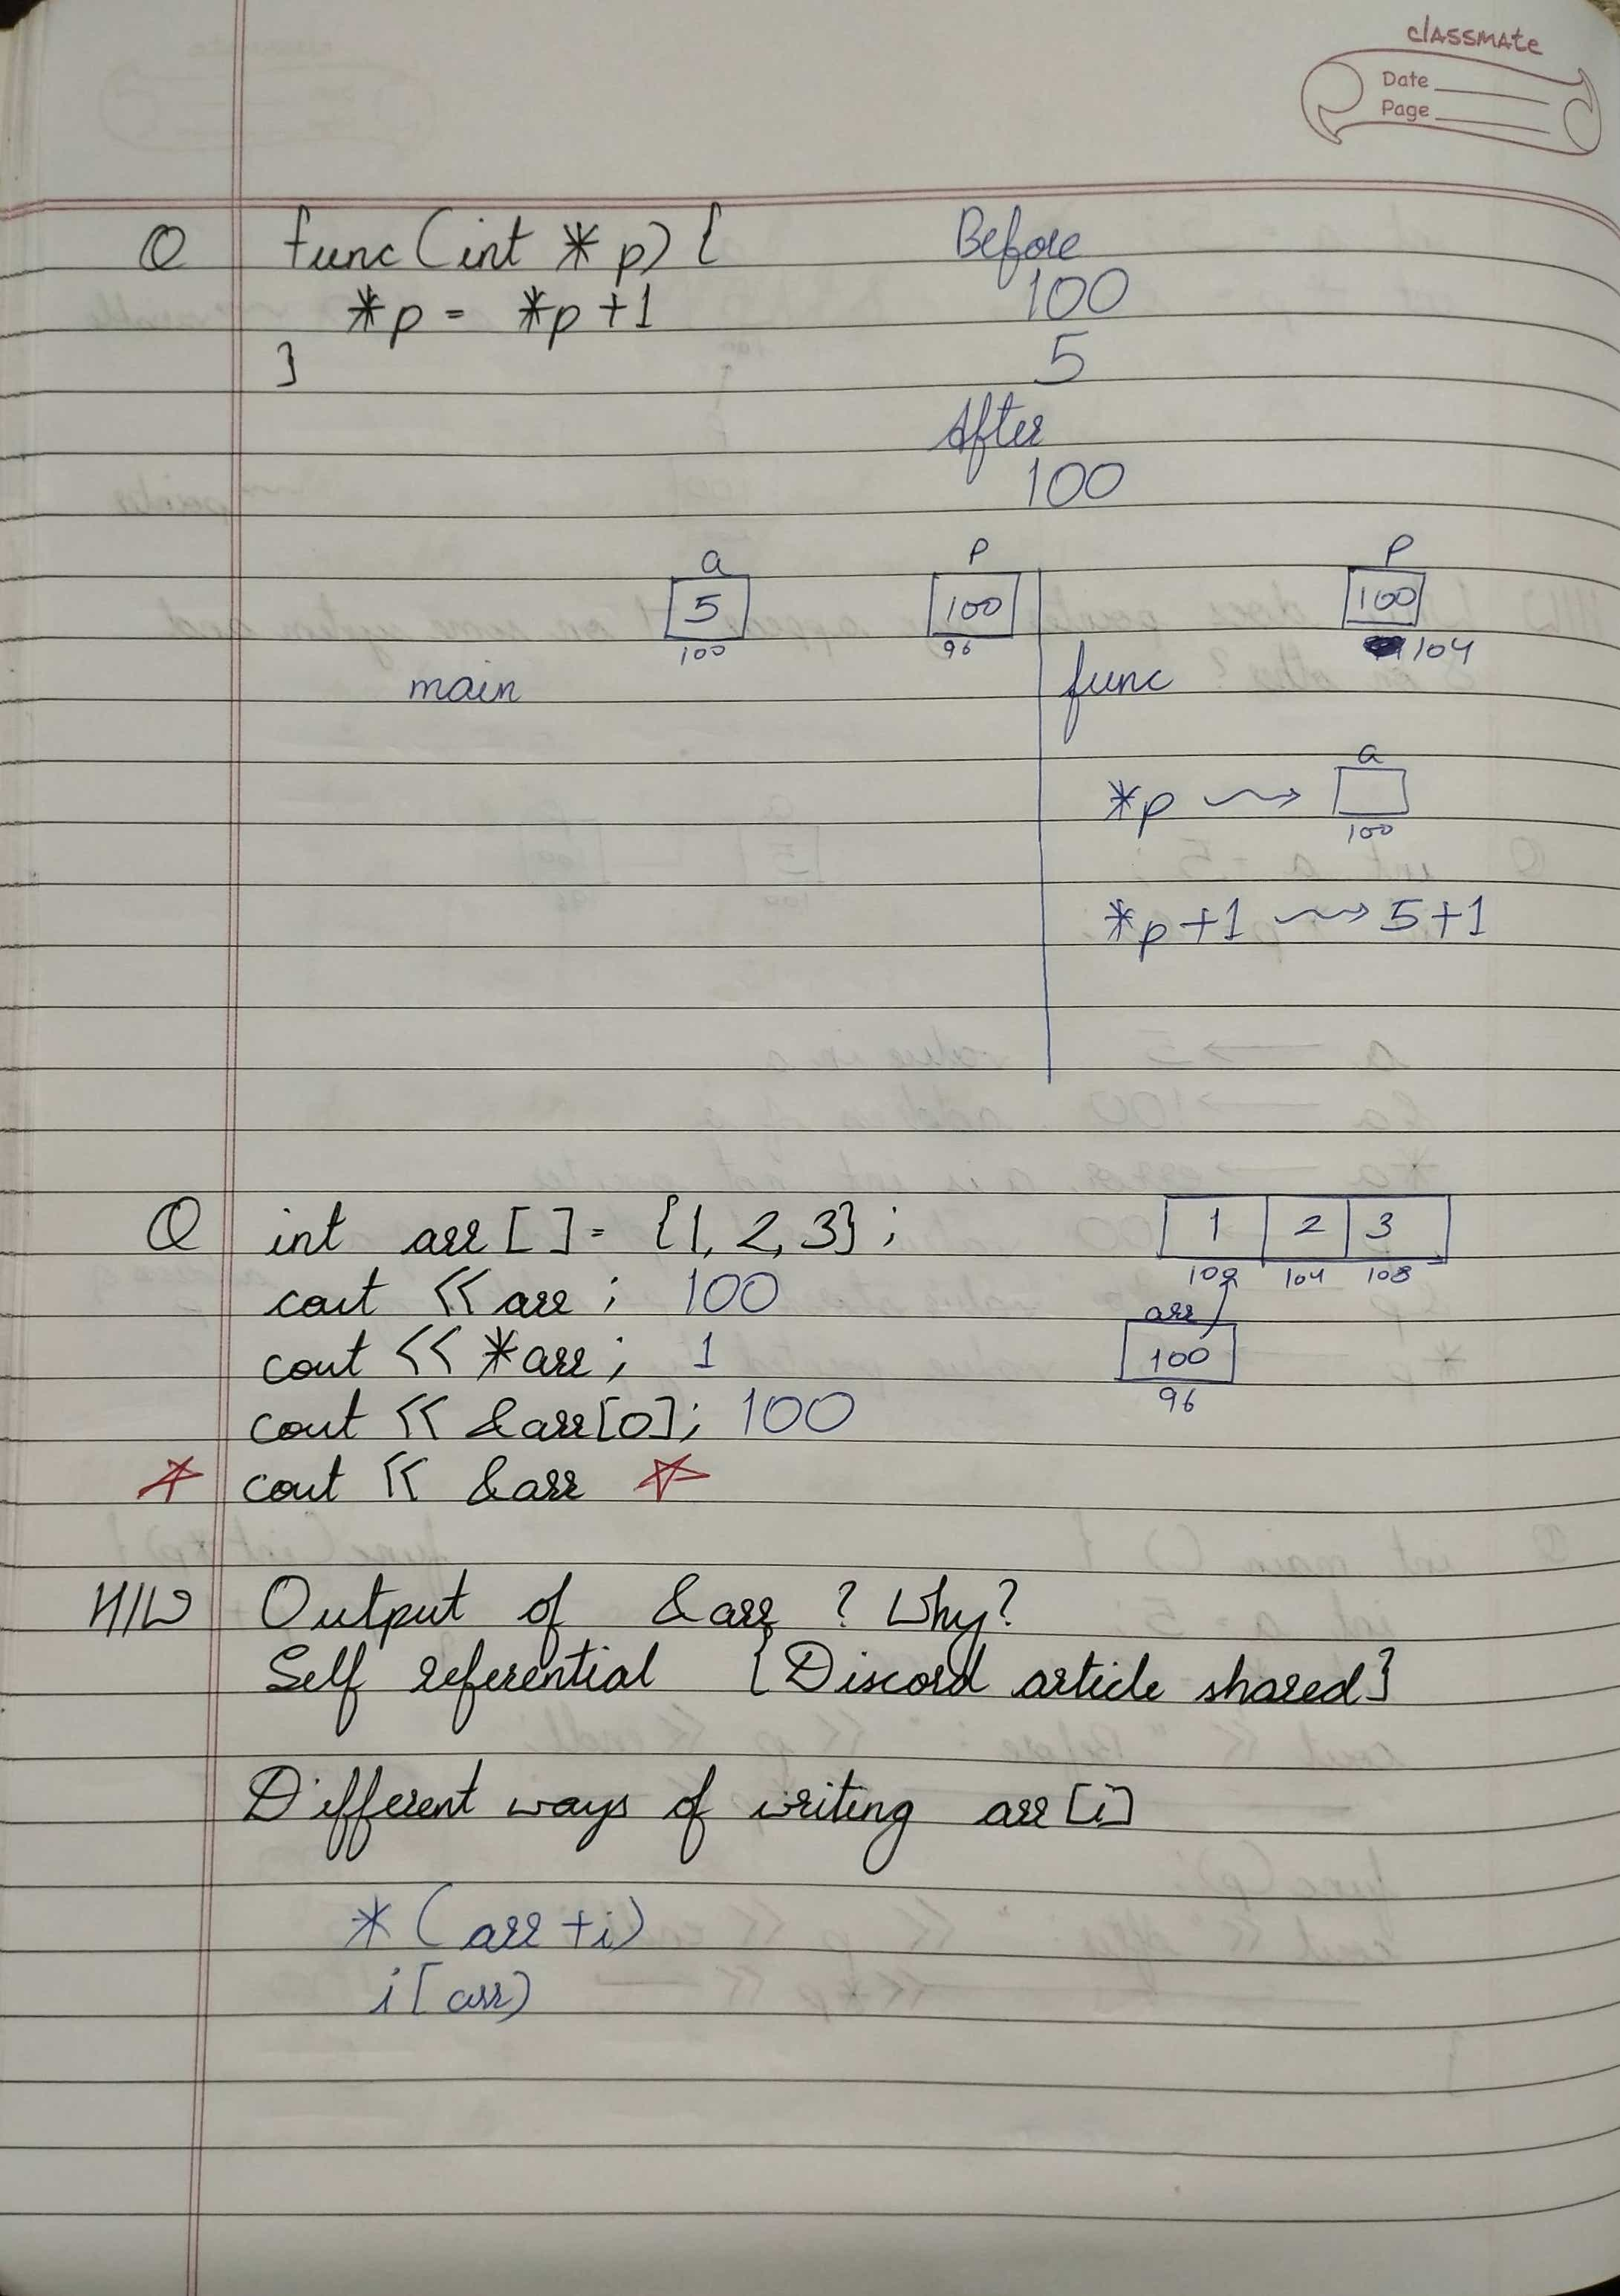 classmate
Date
Page
Q func(int * p) { Before
*p = *p+1 100
} 5
After
100
a P P
5 100 100
100 96 104
main func
a
*p
100
*p+1 5+1
Q int arr[] = {1, 2, 3}; 1 2 3
104 108
cout << arr; 100
arr
cout << *arr; 1 100
96
cout << &arr[0]; 100
cout << &arr
H/W Output of &arr ? Why?
Self referential {Discord article shared}
Different ways of writing arr[i]
*(arr+i)
i[arr)